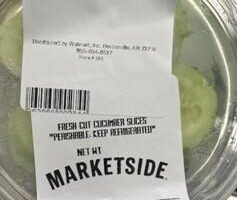 Distributed by Walmart, Inc. Bentonville, AR 72716
FRESH CUT CUCUMBER SLICES
"PERISHABLE. KEEP REFRIGERATED"
NET WT
MARKETSIDE